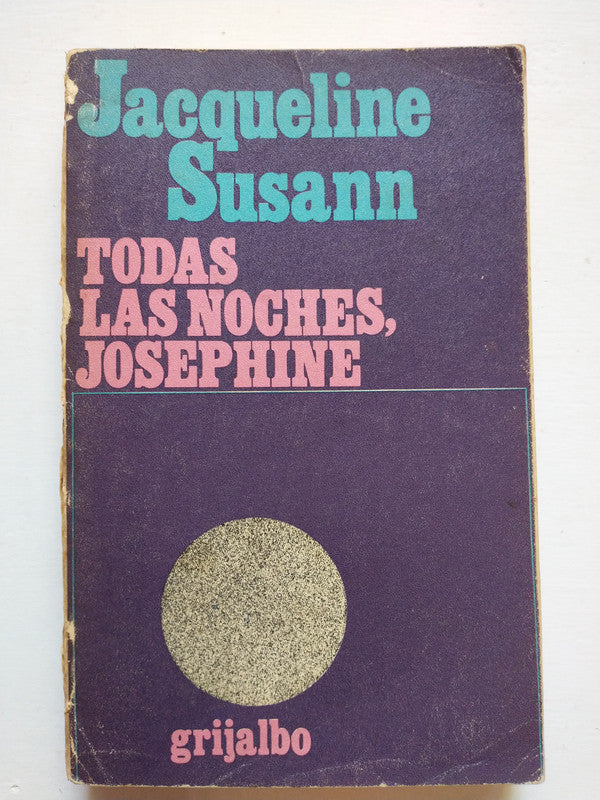 Jacqueline
Susann
TODAS
LAS NOCHES,
JOSEPHINE
grijalbo